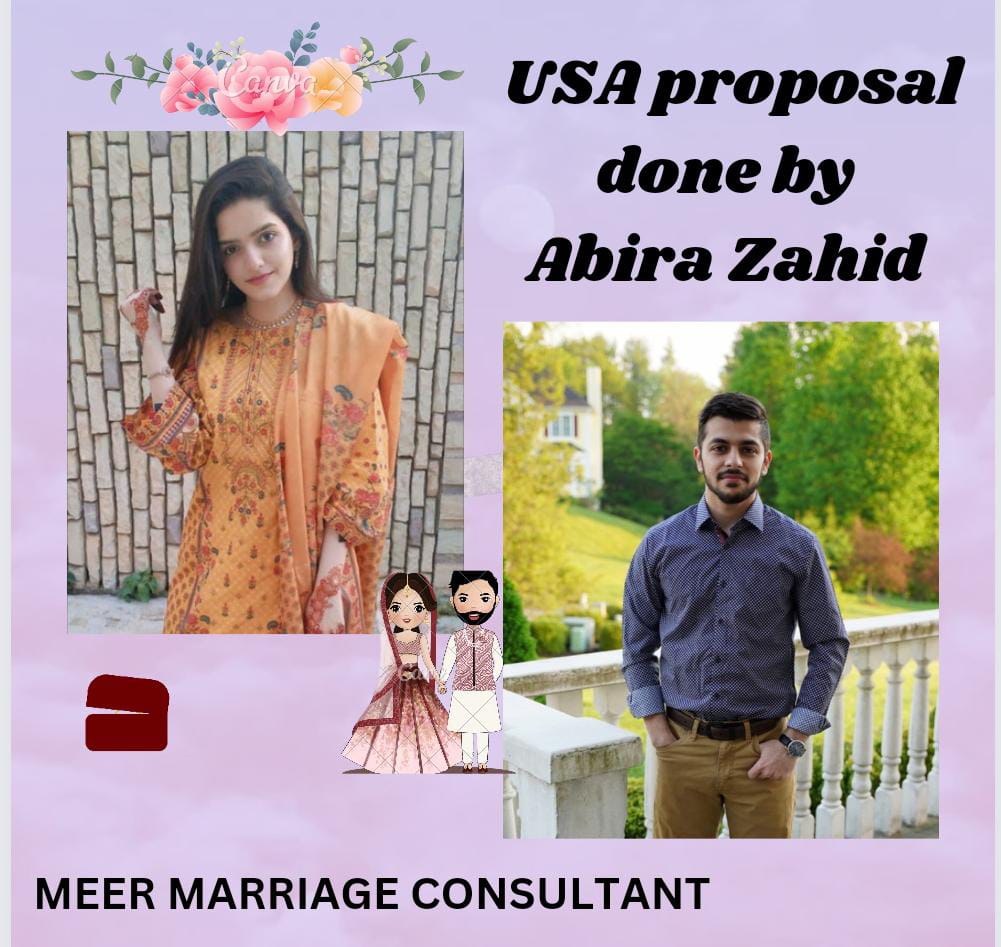 Canva
USA proposal
done by
Abira Zahid
MEER MARRIAGE CONSULTANT